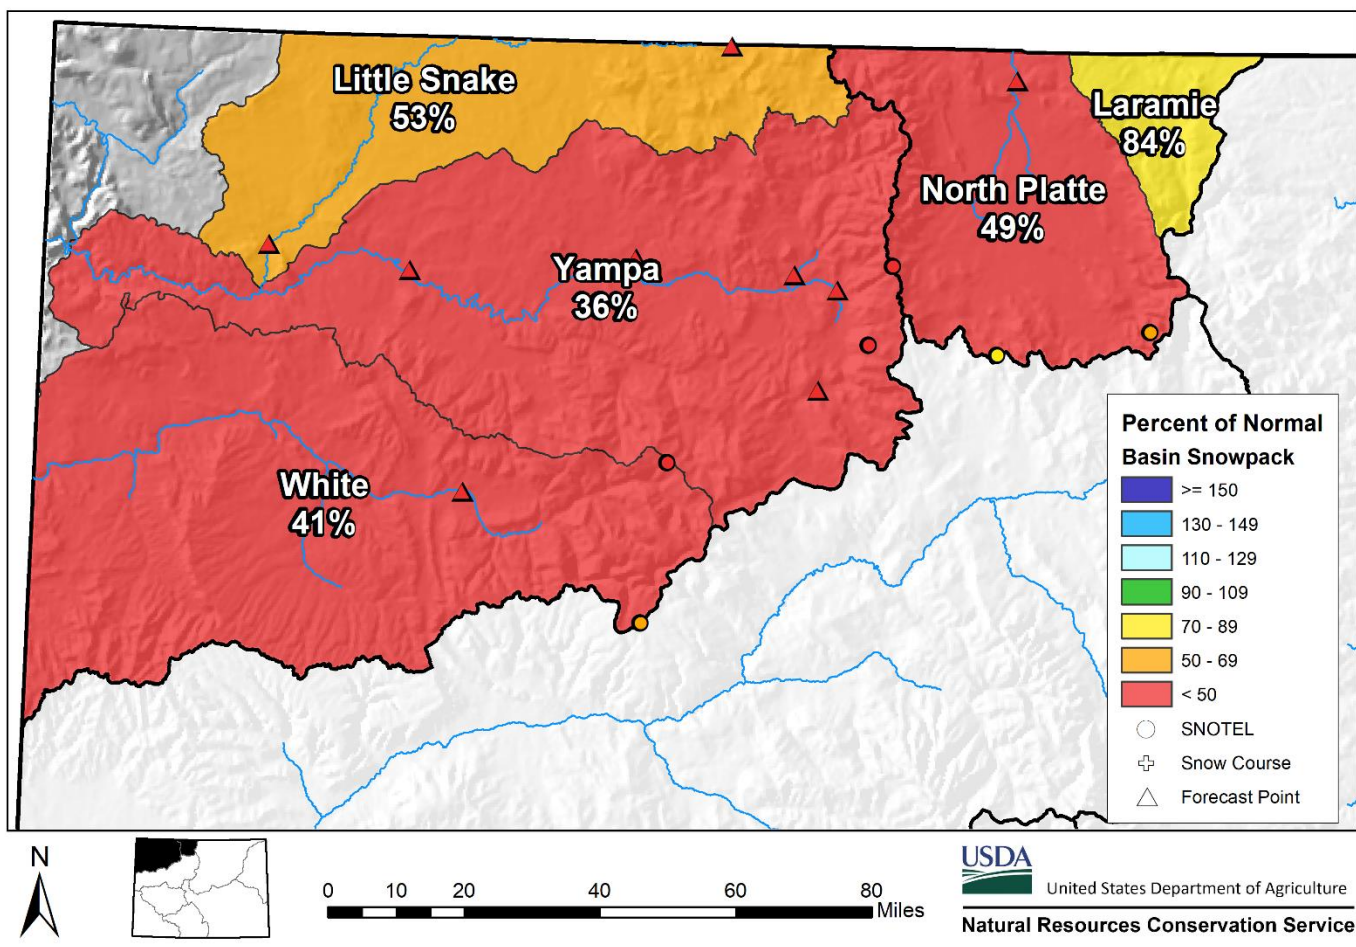 Little Snake
53%
Laramie
84%
North Platte
49%
Yampa
36%
White
41%
Percent of Normal
Basin Snowpack
>= 150
130 - 149
110 - 129
90 - 109
70 - 89
50 - 69
< 50
SNOTEL
Snow Course
Forecast Point
N
0 10 20 40 60 80
Miles
USDA
United States Department of Agriculture
Natural Resources Conservation Service